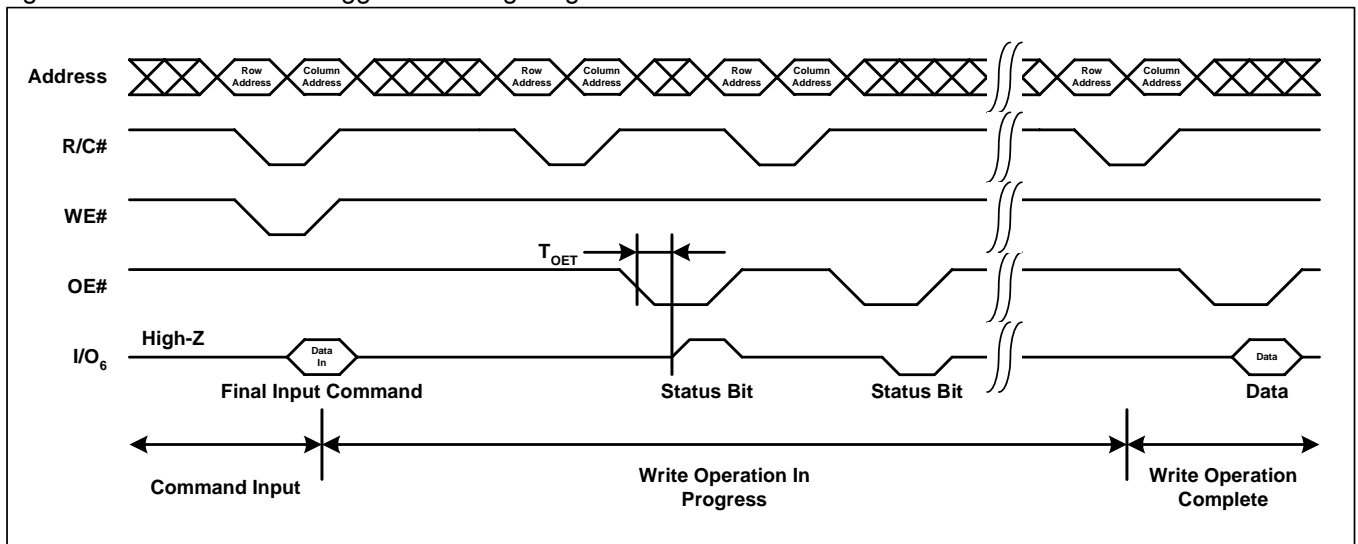 Address
Row Address
Column Address
Row Address
Column Address
Row Address
Column Address
Row Address
Column Address
R/C#
WE#
TOET
OE#
High-Z
I/O6
Data In
Data
Final Input Command
Status Bit
Status Bit
Data
Command Input
Write Operation In
Progress
Write Operation
Complete